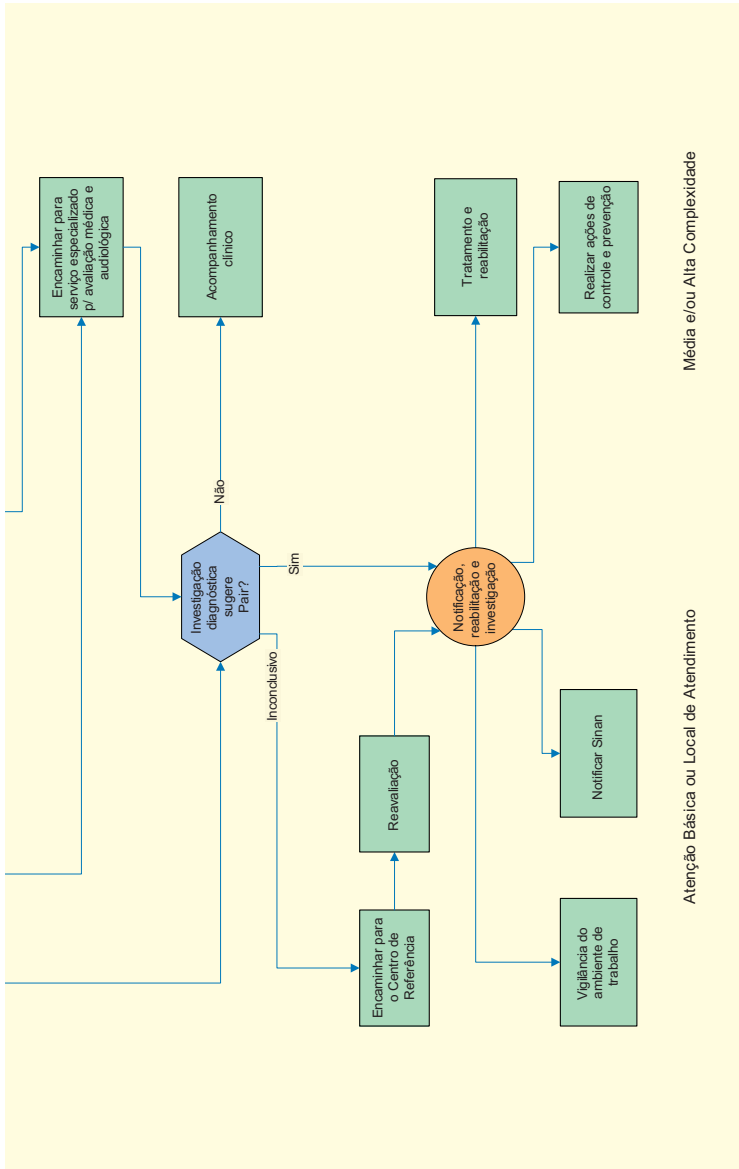 Encaminhar para
serviço especializado
p/ avaliação médica e
audiológica
Investigação
diagnóstica
sugere
Pair?
Não
Acompanhamento
clínico
Inconclusivo
Sim
Encaminhar para
o Centro de
Referência
Reavaliação
Notificação,
reabilitação e
investigação
Tratamento e
reabilitação
Vigilância do
ambiente de
trabalho
Notificar Sinan
Realizar ações de
controle e prevenção
Atenção Básica ou Local de Atendimento
Média e/ou Alta Complexidade